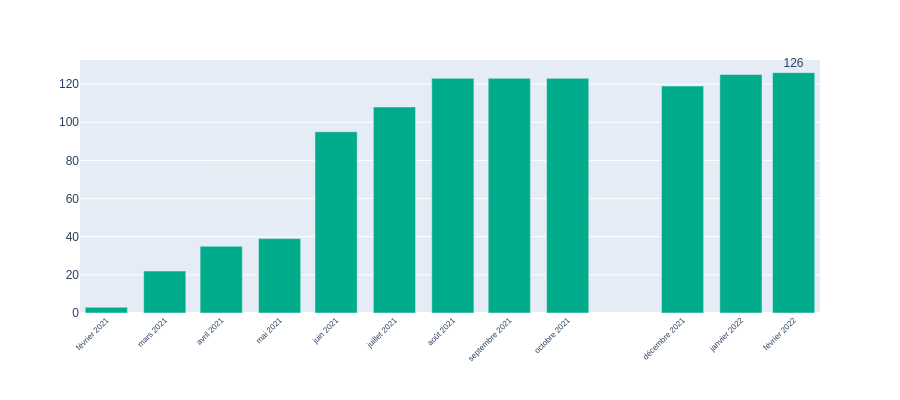 126
120
100
80
60
40
20
0
février 2021
mars 2021
avril 2021
mai 2021
juin 2021
juillet 2021
août 2021
septembre 2021
octobre 2021
décembre 2021
janvier 2022
février 2022